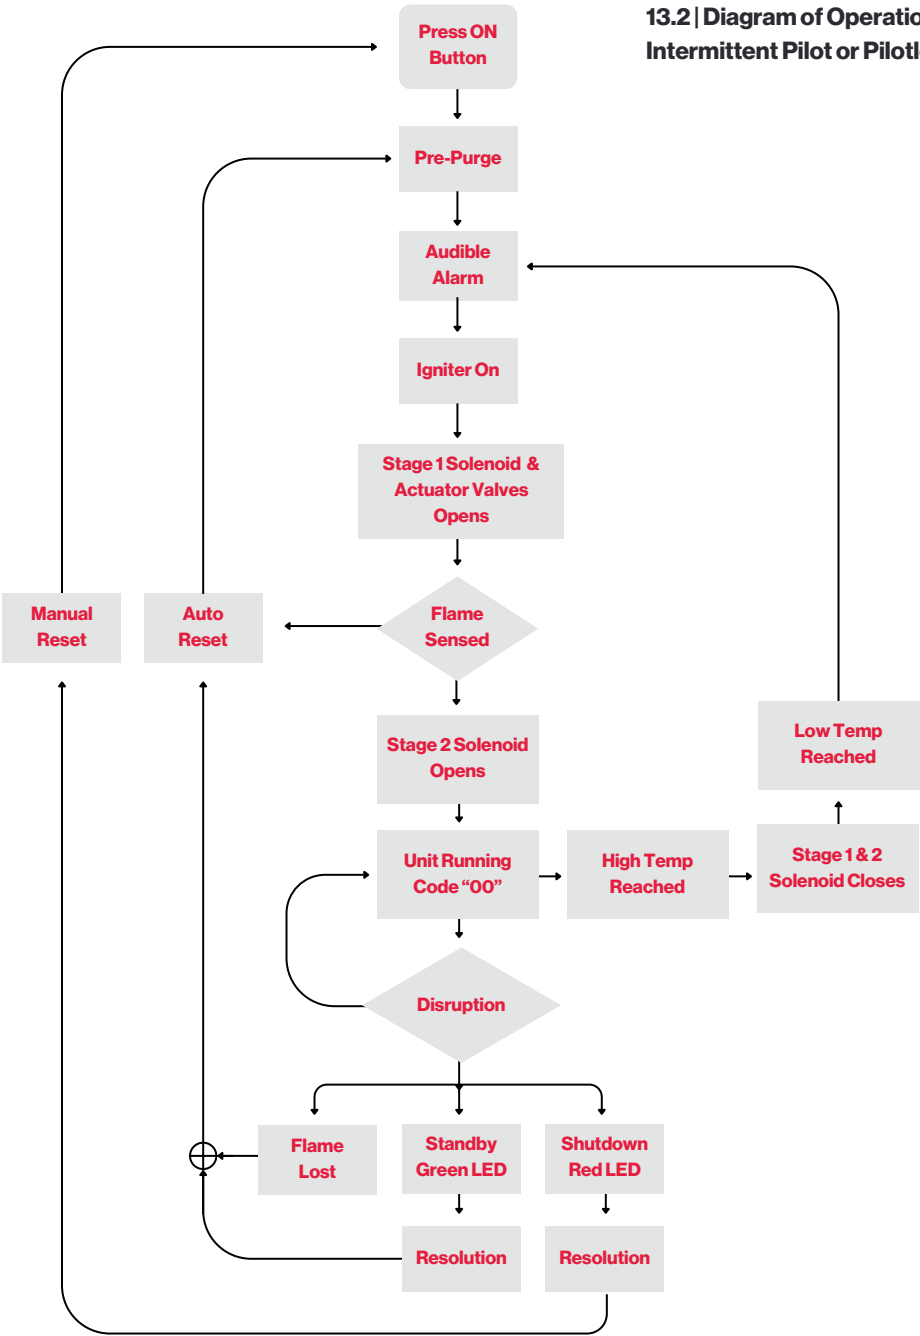 13.2 | Diagram of Operatio
Intermittent Pilot or Pilotl
Press ON
Button
Pre-Purge
Audible
Alarm
Igniter On
Stage 1 Solenoid &
Actuator Valves
Opens
Manual
Reset
Auto
Reset
Flame
Sensed
Stage 2 Solenoid
Opens
Low Temp
Reached
Unit Running
Code “00”
High Temp
Reached
Stage 1 & 2
Solenoid Closes
Disruption
Flame
Lost
Standby
Green LED
Shutdown
Red LED
Resolution
Resolution